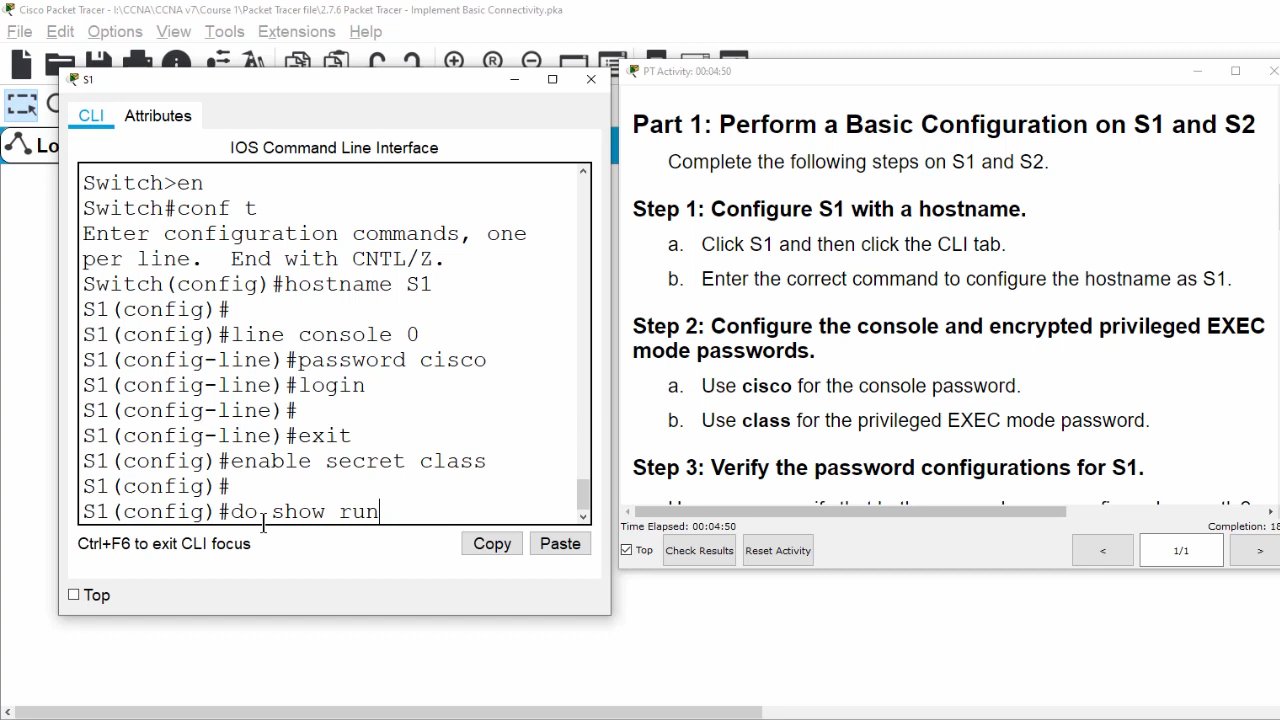 Cisco Packet Tracer - I:\CCNA\CCNA v7\Course 1\Packet Tracer file\2.7.6 Packet Tracer - Implement Basic Connectivity.pka
File Edit Options View Tools Extensions Help
S1
CLI Attributes
Lo
IOS Command Line Interface
Switch>en
Switch#conf t
Enter configuration commands, one
per line. End with CNTL/Z.
Switch(config)#hostname S1
S1(config)#
S1(config)#line console 0
S1(config-line)#password cisco
S1(config-line)#login
S1(config-line)#
S1(config-line)#exit
S1(config)#enable secret class
S1(config)#
S1(config)#do show run
Ctrl+F6 to exit CLI focus
Copy Paste
Top
PT Activity: 00:04:50
Part 1: Perform a Basic Configuration on S1 and S2
Complete the following steps on S1 and S2.
Step 1: Configure S1 with a hostname.
a. Click S1 and then click the CLI tab.
b. Enter the correct command to configure the hostname as S1.
Step 2: Configure the console and encrypted privileged EXEC
mode passwords.
a. Use cisco for the console password.
b. Use class for the privileged EXEC mode password.
Step 3: Verify the password configurations for S1.
Time Elapsed: 00:04:50 Completion: 18
Top Check Results Reset Activity < 1/1 >